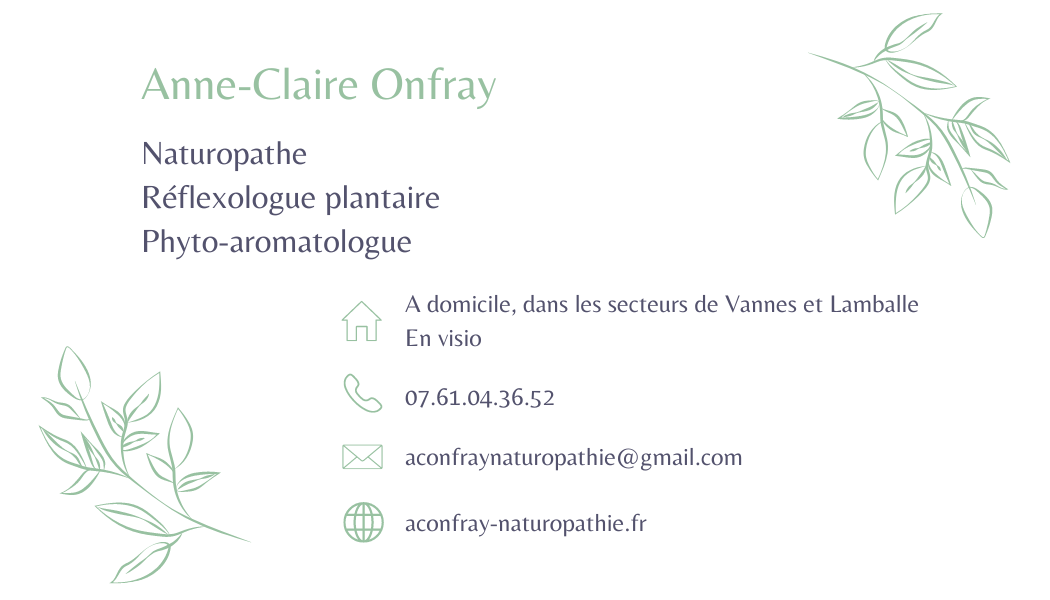 Anne-Claire Onfray
Naturopathe
Réflexologue plantaire
Phyto-aromatologue
A domicile, dans les secteurs de Vannes et Lamballe
En visio
07.61.04.36.52
aconfraynaturopathie@gmail.com
aconfray-naturopathie.fr